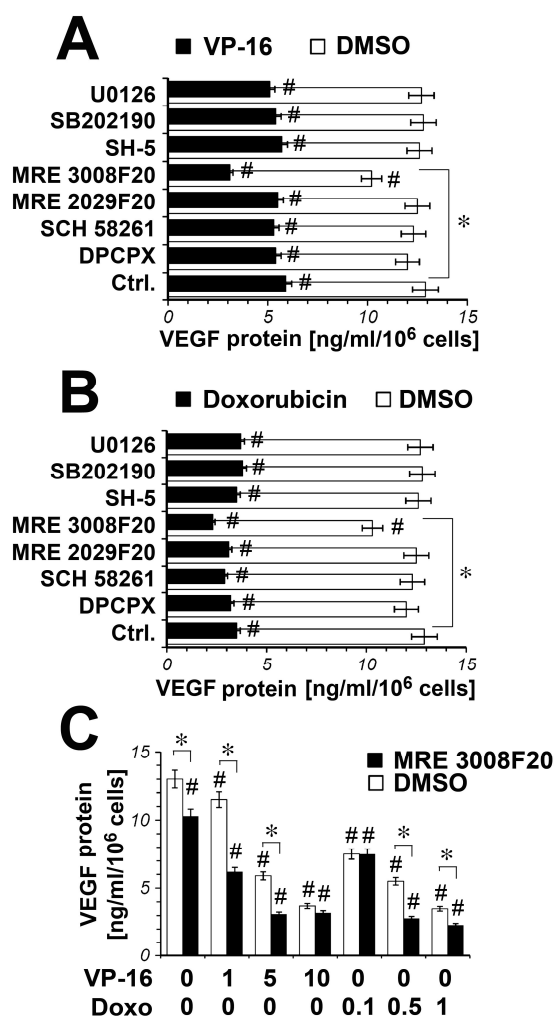 A
VP-16 DMSO
U0126 #
SB202190 #
SH-5 #
MRE 3008F20 # #
MRE 2029F20 #
SCH 58261 #
DPCPX #
Ctrl. #
*
0 5 10 15
VEGF protein [ng/ml/10⁶ cells]
B
Doxorubicin DMSO
U0126 #
SB202190 #
SH-5 #
MRE 3008F20 # #
MRE 2029F20 #
SCH 58261 #
DPCPX #
Ctrl. #
*
0 5 10 15
VEGF protein [ng/ml/10⁶ cells]
C
MRE 3008F20
DMSO
VEGF protein
[ng/ml/10⁶ cells]
15
10
5
0
* * * * *
# # # # # # # # # # # # #
VP-16 0 1 5 10 0 0 0
Doxo 0 0 0 0 0.1 0.5 1